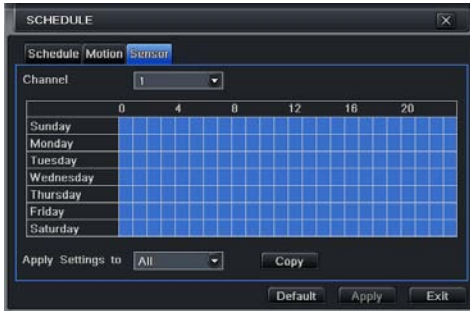 SCHEDULE
Schedule Motion Sensor
Channel 1
0 4 8 12 16 20
Sunday
Monday
Tuesday
Wednesday
Thursday
Friday
Saturday
Apply Settings to All Copy
Default Apply Exit